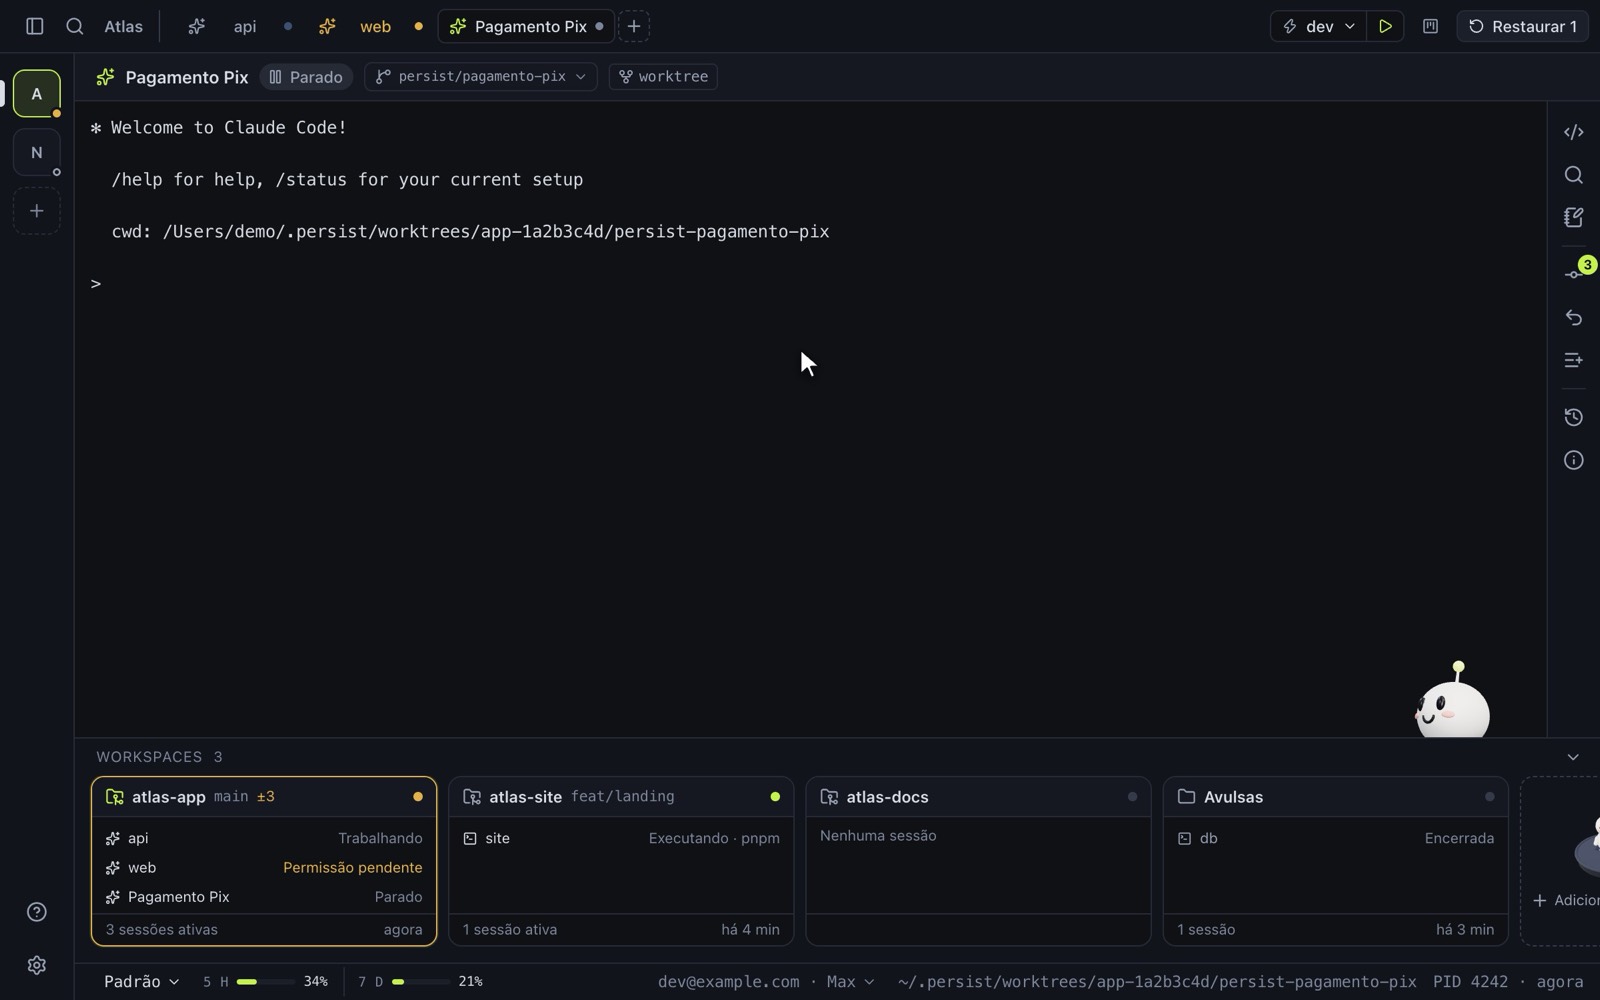 Atlas api web Pagamento Pix dev Restaurar 1
A
N
Pagamento Pix Parado persist/pagamento-pix worktree
✻ Welcome to Claude Code!
/help for help, /status for your current setup
cwd: /Users/demo/.persist/worktrees/app-1a2b3c4d/persist-pagamento-pix
>
3
WORKSPACES 3
atlas-app main ±3
api Trabalhando
web Permissão pendente
Pagamento Pix Parado
3 sessões ativas agora
atlas-site feat/landing
site Executando · pnpm
1 sessão ativa há 4 min
atlas-docs
Nenhuma sessão
Avulsas
db Encerrada
1 sessão há 3 min
+ Adicior
Padrão 5 H 34% 7 D 21% dev@example.com · Max ~/.persist/worktrees/app-1a2b3c4d/persist-pagamento-pix PID 4242 · agora